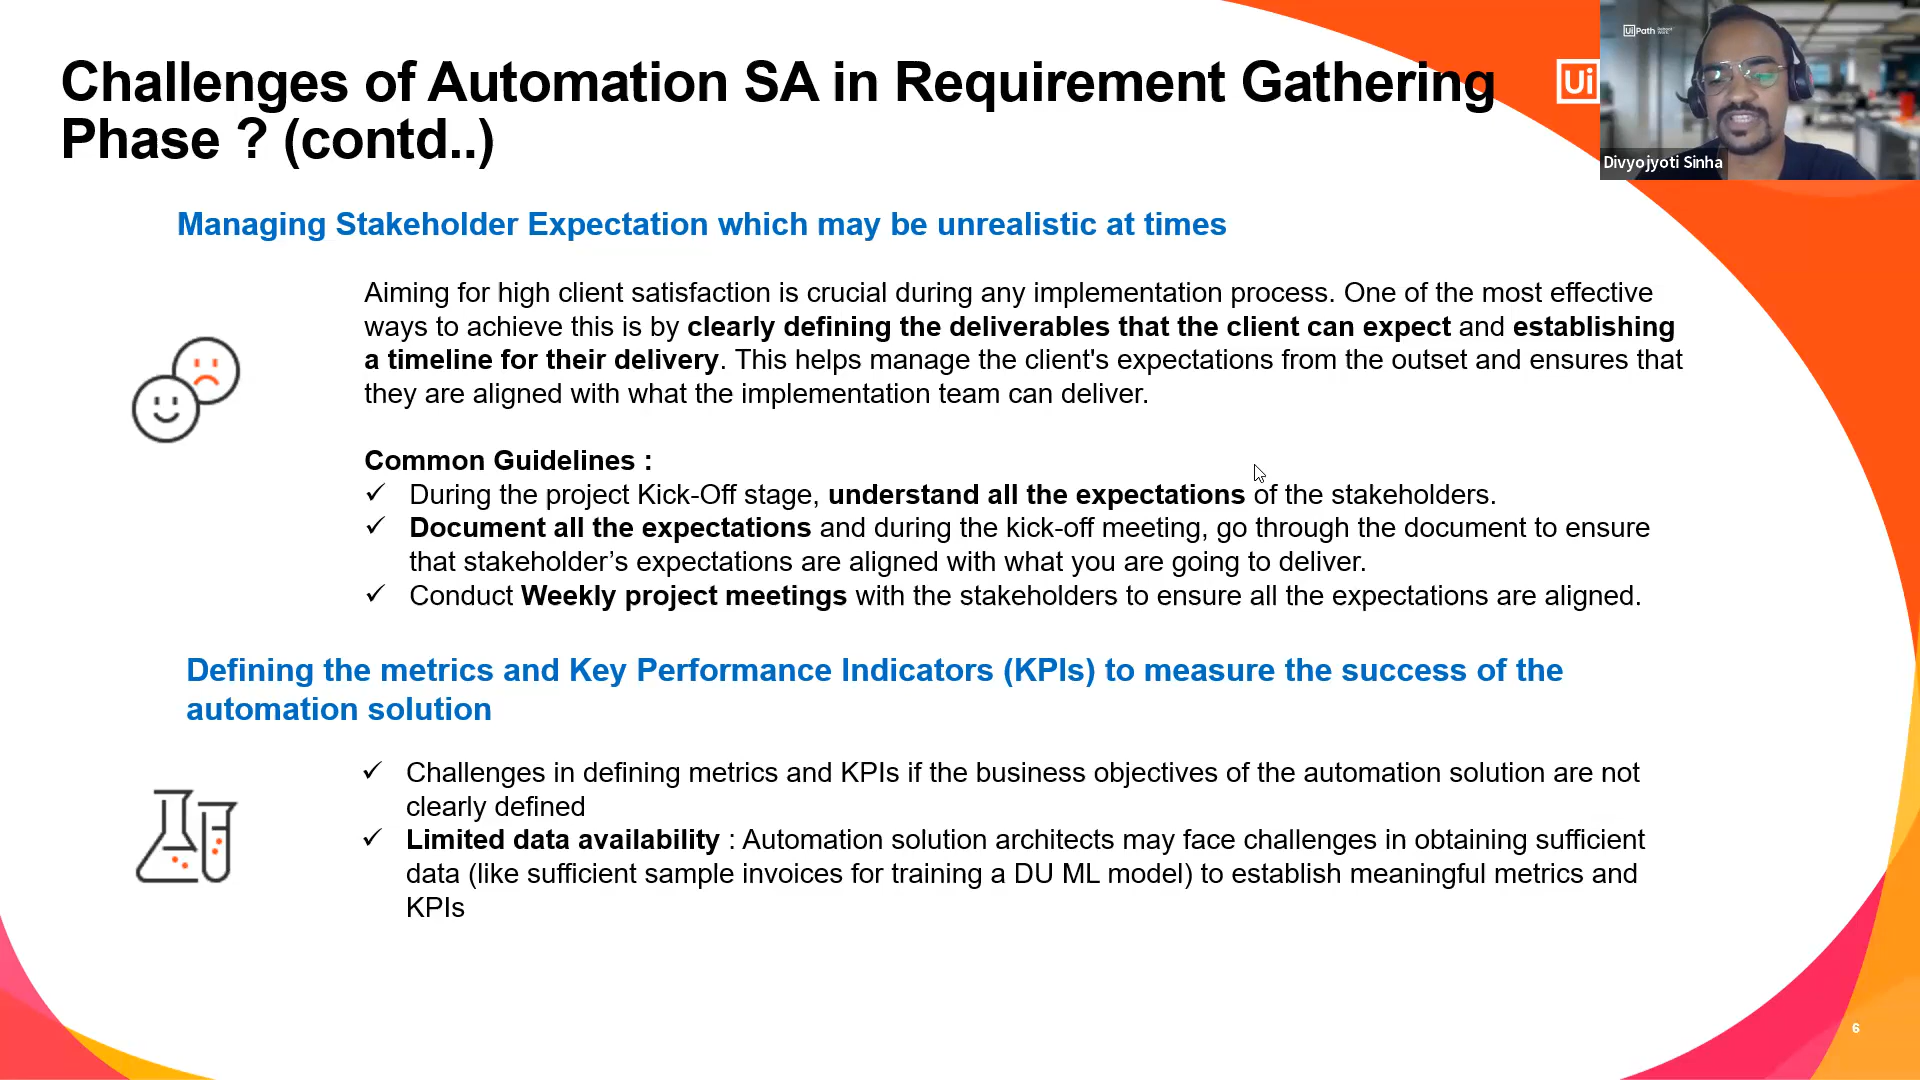 Challenges of Automation SA in Requirement Gathering
Phase ? (contd..)
Ui
Ui Path
Divyojyoti Sinha
Managing Stakeholder Expectation which may be unrealistic at times
Aiming for high client satisfaction is crucial during any implementation process. One of the most effective
ways to achieve this is by clearly defining the deliverables that the client can expect and establishing
a timeline for their delivery. This helps manage the client's expectations from the outset and ensures that
they are aligned with what the implementation team can deliver.
Common Guidelines :
✓ During the project Kick-Off stage, understand all the expectations of the stakeholders.
✓ Document all the expectations and during the kick-off meeting, go through the document to ensure
that stakeholder’s expectations are aligned with what you are going to deliver.
✓ Conduct Weekly project meetings with the stakeholders to ensure all the expectations are aligned.
Defining the metrics and Key Performance Indicators (KPIs) to measure the success of the
automation solution
✓ Challenges in defining metrics and KPIs if the business objectives of the automation solution are not
clearly defined
✓ Limited data availability : Automation solution architects may face challenges in obtaining sufficient
data (like sufficient sample invoices for training a DU ML model) to establish meaningful metrics and
KPIs
6